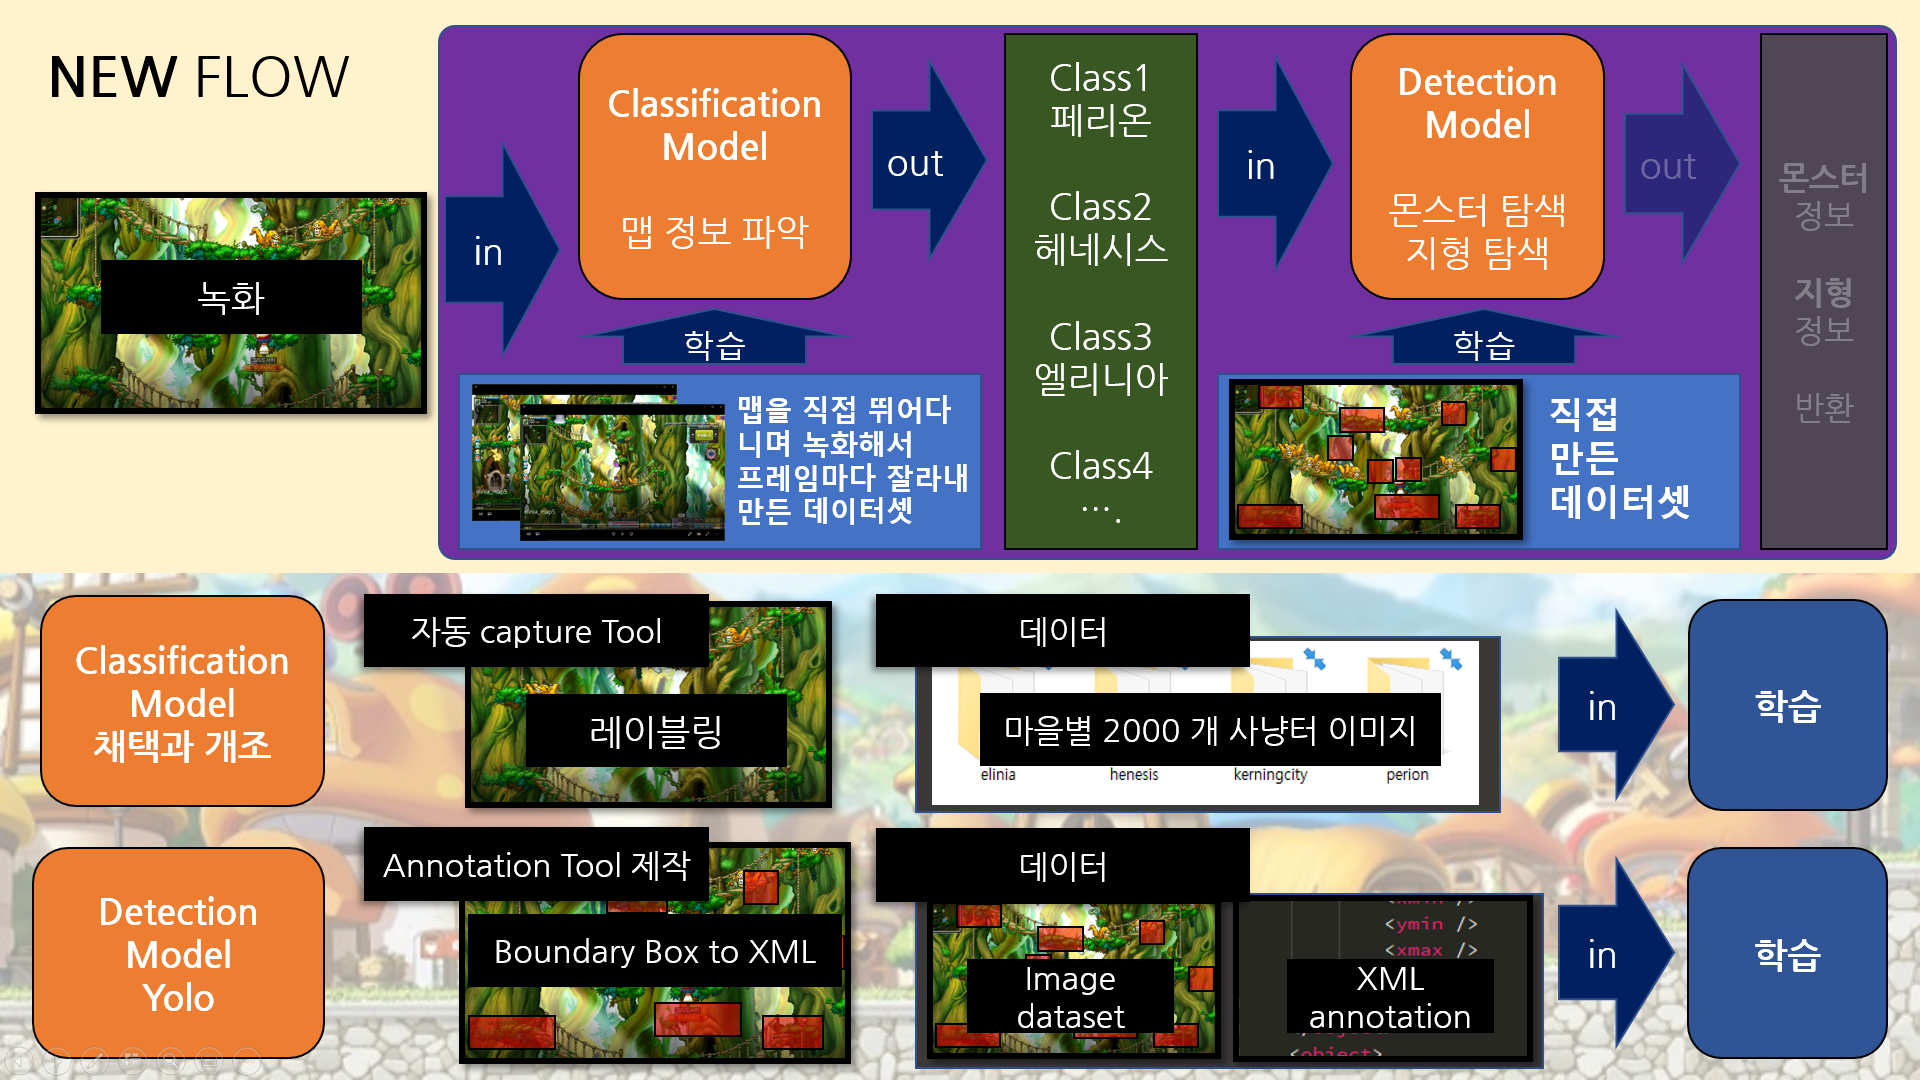 NEW FLOW
녹화
in
Classification
Model
맵 정보 파악
학습
맵을 직접 뛰어다
니며 녹화해서
프레임마다 잘라내
만든 데이터셋
out
Class1
페리온
Class2
헤네시스
Class3
엘리니아
Class4
….
in
Detection
Model
몬스터 탐색
지형 탐색
학습
직접
만든
데이터셋
out
몬스터
정보
지형
정보
반환
Classification
Model
채택과 개조
자동 capture Tool
레이블링
데이터
마을별 2000 개 사냥터 이미지
elinia henesis kerningcity perion
in
학습
Detection
Model
Yolo
Annotation Tool 제작
Boundary Box to XML
데이터
Image
dataset
<ymin />
<xmax />
XML
annotation
<object>
in
학습